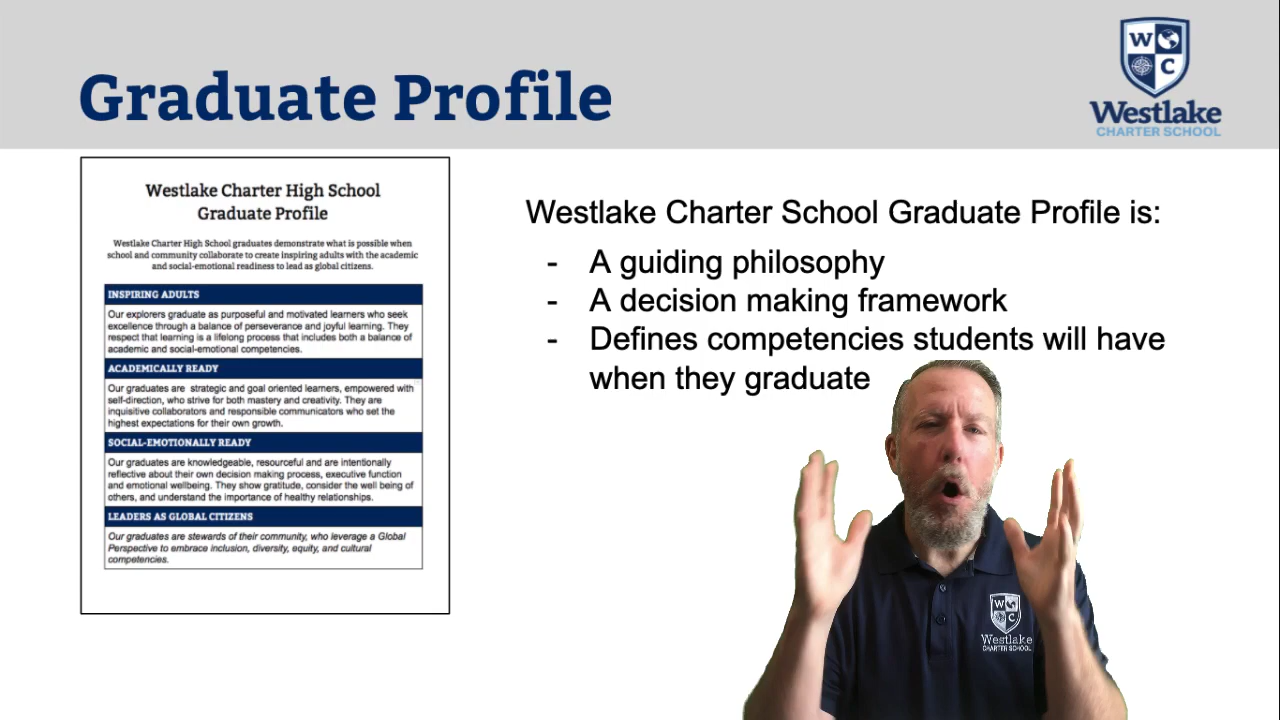 Graduate Profile
W
C
Westlake
CHARTER SCHOOL
Westlake Charter High School
Graduate Profile
Westlake Charter High School graduates demonstrate what is possible when
school and community collaborate to create inspiring adults with the academic
and social-emotional readiness to lead as global citizens.
INSPIRING ADULTS
Our explorers graduate as purposeful and motivated learners who seek
excellence through a balance of perseverance and joyful learning. They
respect that learning is a lifelong process that includes both a balance of
academic and social-emotional competencies.
ACADEMICALLY READY
Our graduates are strategic and goal oriented learners, empowered with
self-direction, who strive for both mastery and creativity. They are
inquisitive collaborators and responsible communicators who set the
highest expectations for their own growth.
SOCIAL-EMOTIONALLY READY
Our graduates are knowledgeable, resourceful and are intentionally
reflective about their own decision making process, executive function
and emotional wellbeing. They show gratitude, consider the well being of
others, and understand the importance of healthy relationships.
LEADERS AS GLOBAL CITIZENS
Our graduates are stewards of their community, who leverage a Global
Perspective to embrace inclusion, diversity, equity, and cultural
competencies.
Westlake Charter School Graduate Profile is:
- A guiding philosophy
- A decision making framework
- Defines competencies students will have
when they graduate
W
C
Westlake
CHARTER SCHOOL